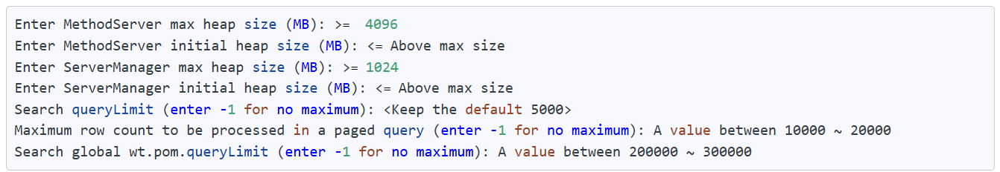 Enter MethodServer max heap size (MB): >=  4096
Enter MethodServer initial heap size (MB): <= Above max size
Enter ServerManager max heap size (MB): >= 1024
Enter ServerManager initial heap size (MB): <= Above max size
Search queryLimit (enter -1 for no maximum): <Keep the default 5000>
Maximum row count to be processed in a paged query (enter -1 for no maximum): A value between 10000 ~ 20000
Search global wt.pom.queryLimit (enter -1 for no maximum): A value between 200000 ~ 300000